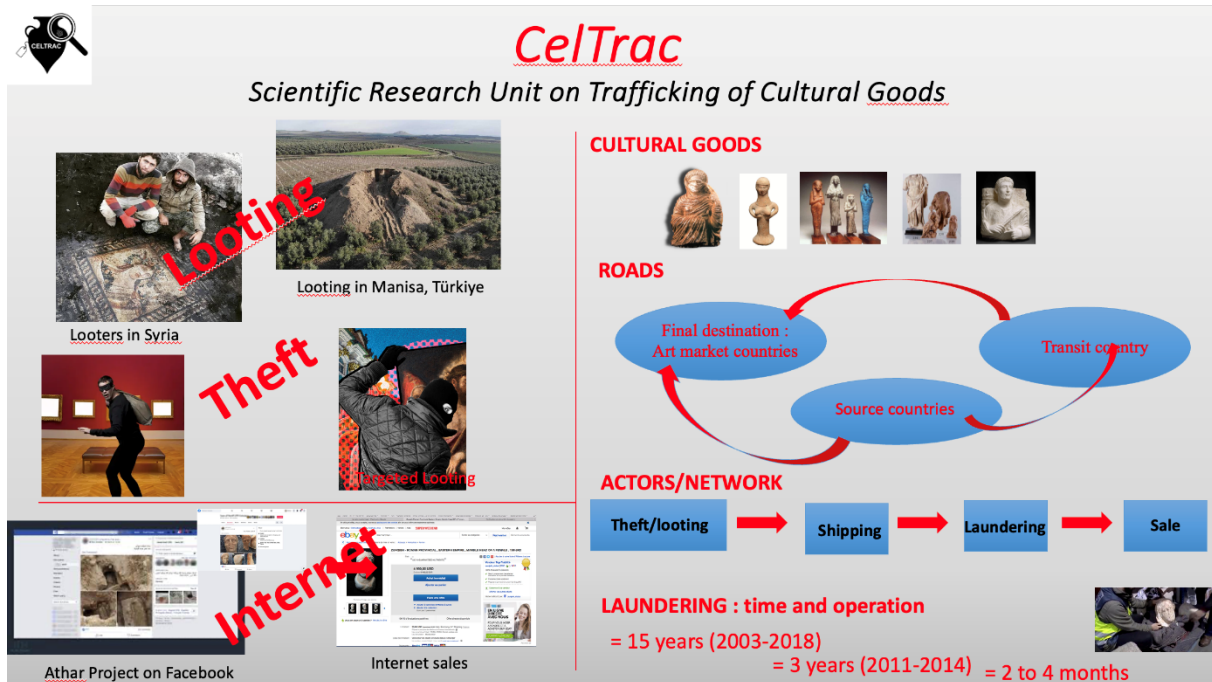 CELTRAC
CelTrac
Scientific Research Unit on Trafficking of Cultural Goods
Looting
Looting in Manisa, Türkiye
Looters in Syria
Theft
Targeted Looting
Internet
ebay
Athar Project on Facebook
Internet sales
CULTURAL GOODS
ROADS
Final destination :
Art market countries
Transit country
Source countries
ACTORS/NETWORK
Theft/looting
Shipping
Laundering
Sale
LAUNDERING : time and operation
= 15 years (2003-2018)
= 3 years (2011-2014)
= 2 to 4 months